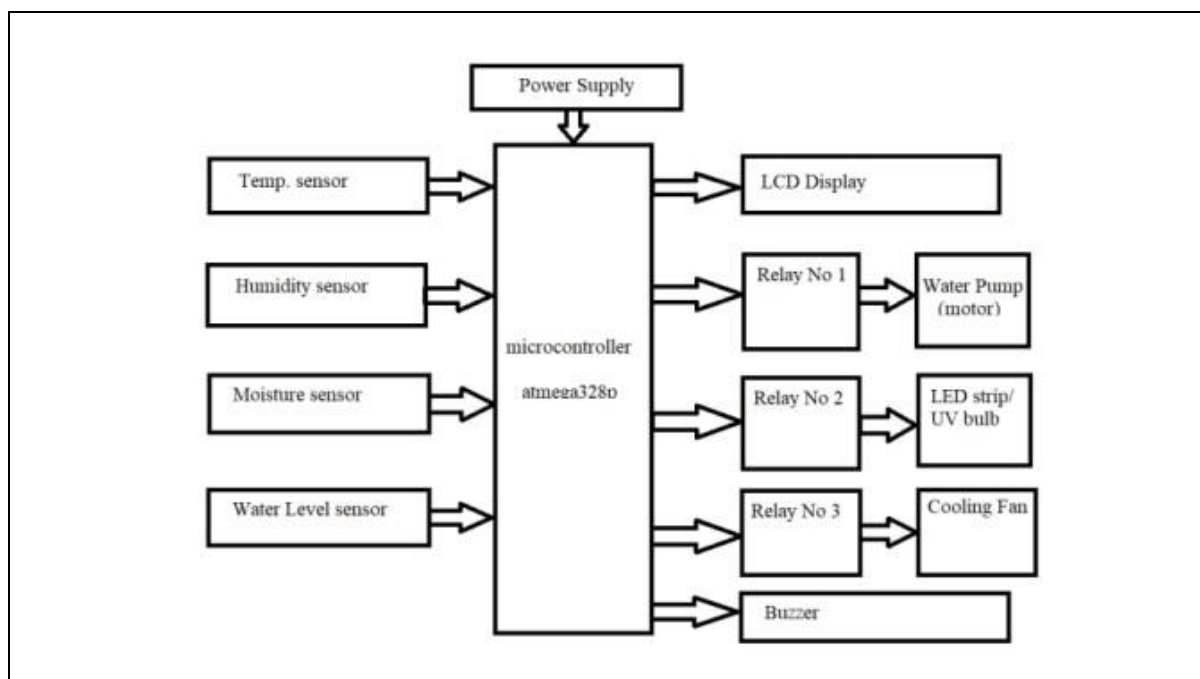 Power Supply
Temp. sensor
Humidity sensor
Moisture sensor
Water Level sensor
microcontroller
atmega328p
LCD Display
Relay No 1
Water Pump
(motor)
Relay No 2
LED strip/
UV bulb
Relay No 3
Cooling Fan
Buzzer